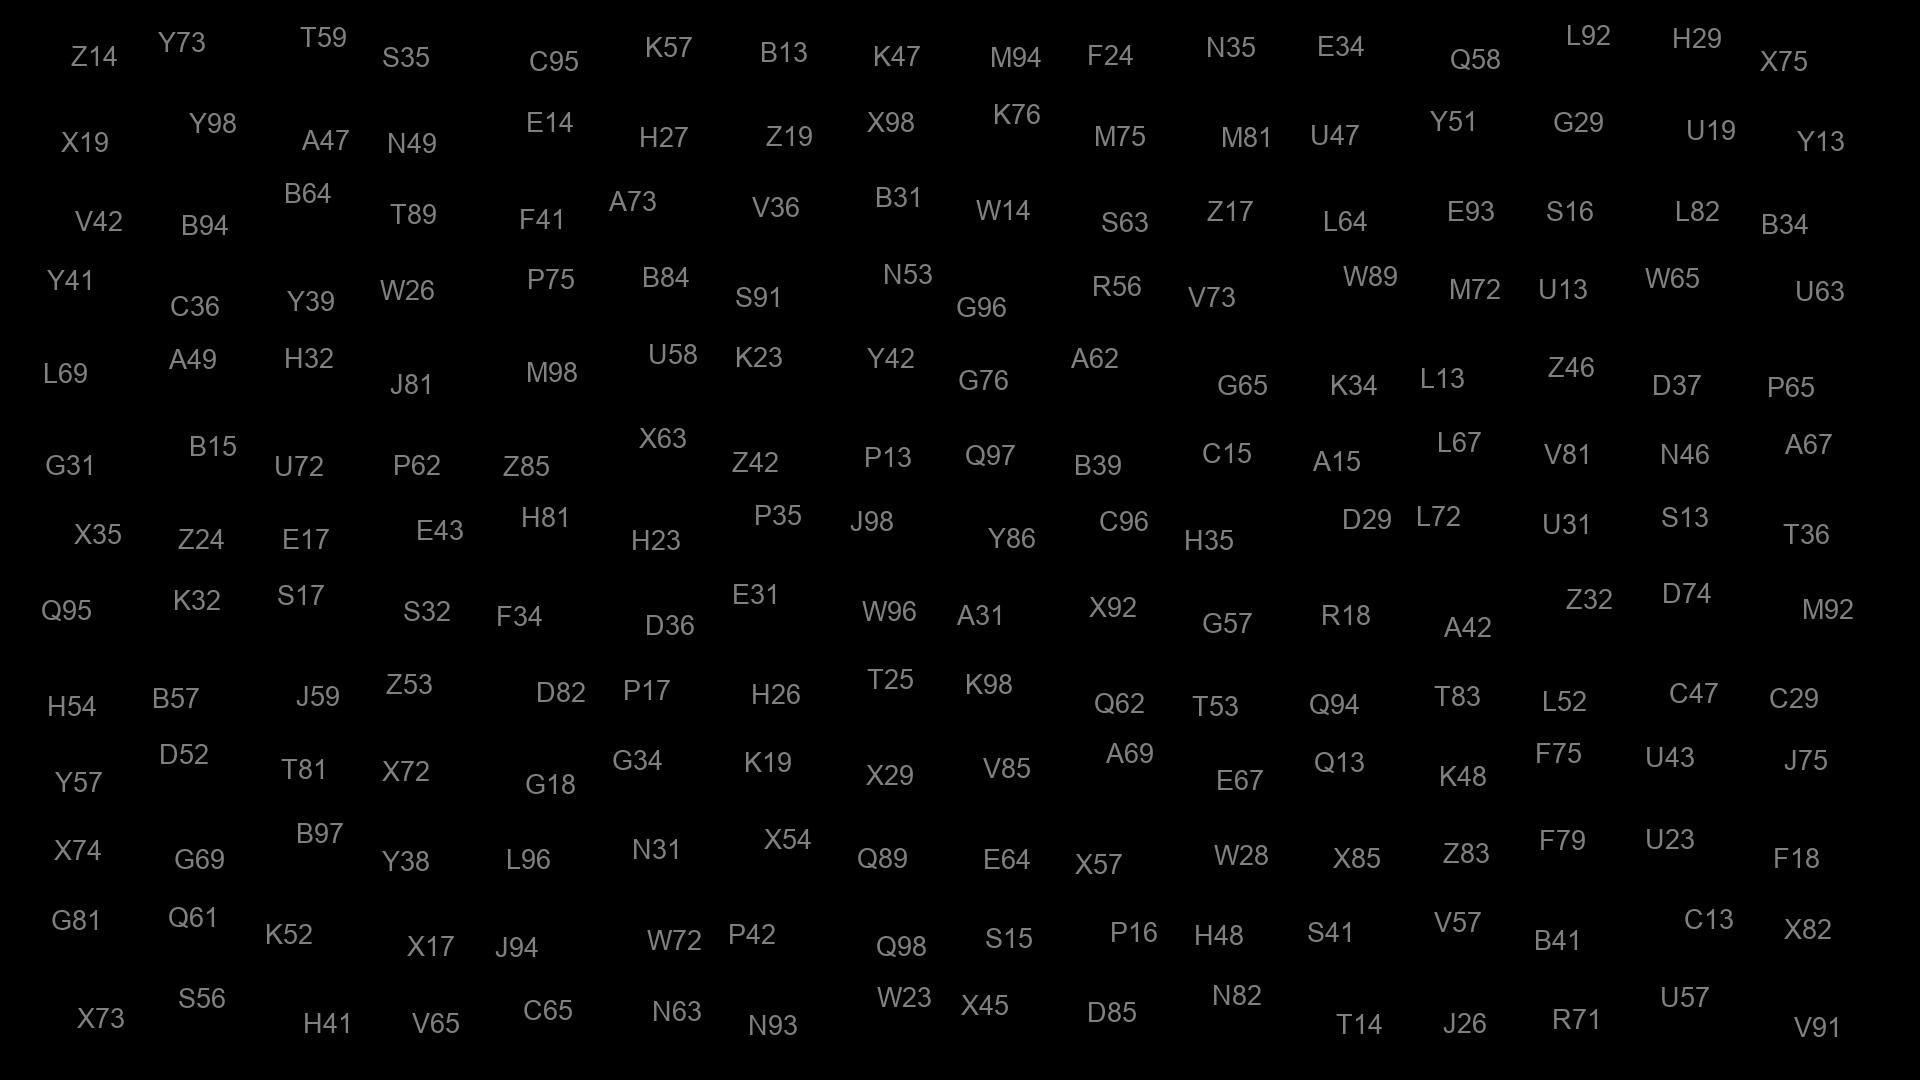 Z14 Y73 T59 S35 C95 K57 B13 K47 M94 F24 N35 E34 Q58 L92 H29 X75
X19 Y98 A47 N49 E14 H27 Z19 X98 K76 M75 M81 U47 Y51 G29 U19 Y13
V42 B94 B64 T89 F41 A73 V36 B31 W14 S63 Z17 L64 E93 S16 L82 B34
Y41 C36 Y39 W26 P75 B84 S91 N53 G96 R56 V73 W89 M72 U13 W65 U63
L69 A49 H32 J81 M98 U58 K23 Y42 G76 A62 G65 K34 L13 Z46 D37 P65
G31 B15 U72 P62 Z85 X63 Z42 P13 Q97 B39 C15 A15 L67 V81 N46 A67
X35 Z24 E17 E43 H81 H23 P35 J98 Y86 C96 H35 D29 L72 U31 S13 T36
Q95 K32 S17 S32 F34 D36 E31 W96 A31 X92 G57 R18 A42 Z32 D74 M92
H54 B57 J59 Z53 D82 P17 H26 T25 K98 Q62 T53 Q94 T83 L52 C47 C29
Y57 D52 T81 X72 G18 G34 K19 X29 V85 A69 E67 Q13 K48 F75 U43 J75
X74 G69 B97 Y38 L96 N31 X54 Q89 E64 X57 W28 X85 Z83 F79 U23 F18
G81 Q61 K52 X17 J94 W72 P42 Q98 S15 P16 H48 S41 V57 B41 C13 X82
X73 S56 H41 V65 C65 N63 N93 W23 X45 D85 N82 T14 J26 R71 U57 V91